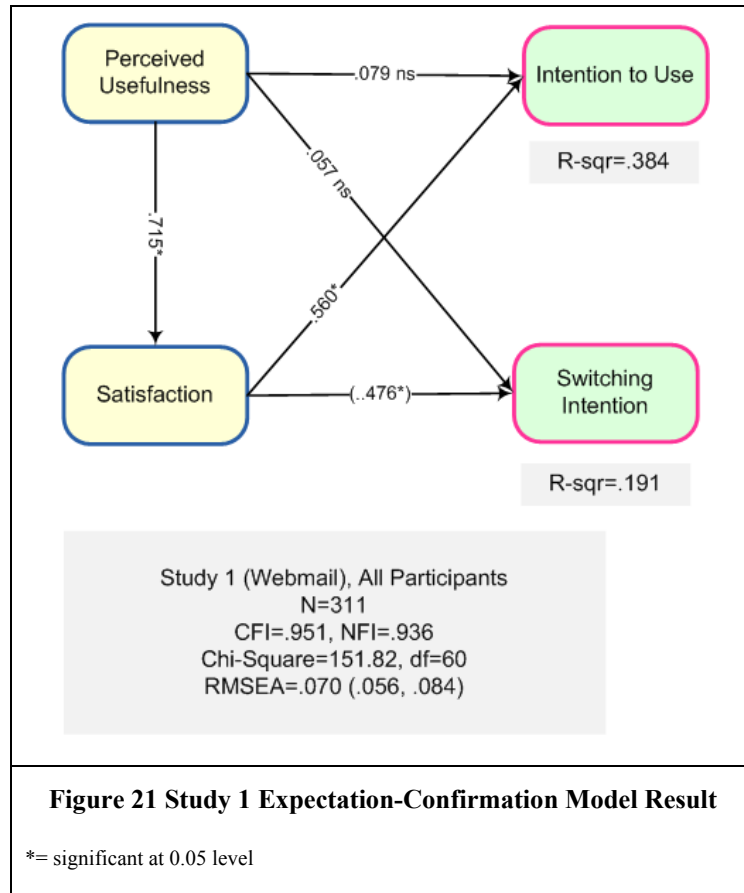 Perceived
Usefulness
.079 ns
Intention to Use
R-sqr=.384
.057 ns
.715*
.560*
Satisfaction
(..476*)
Switching
Intention
R-sqr=.191
Study 1 (Webmail), All Participants
N=311
CFI=.951, NFI=.936
Chi-Square=151.82, df=60
RMSEA=.070 (.056, .084)
Figure 21 Study 1 Expectation-Confirmation Model Result
*= significant at 0.05 level